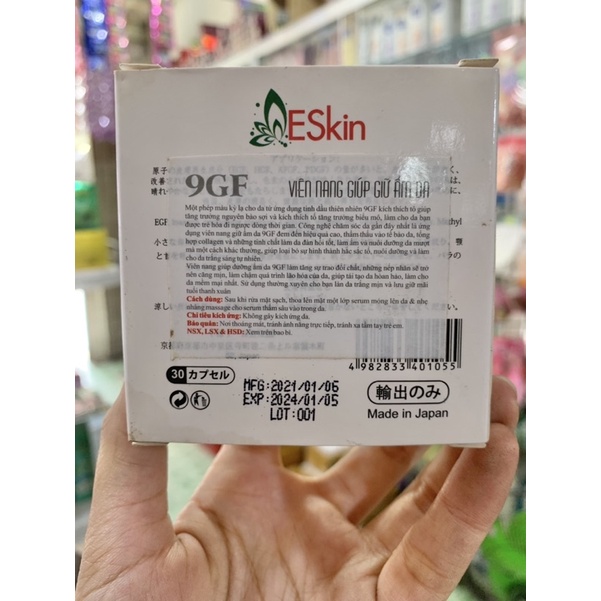 ESkin
9GF VIÊN NANG GIÚP GIỮ ẨM DA
Một phép màu kỳ lạ cho da từ ứng dụng tinh dầu thiên nhiên 9GF kích thích tố giúp
tăng trưởng nguyên bào sợi và kích thích tố tăng trưởng biểu mô, làm cho da bạn
được trẻ hóa đi ngược dòng thời gian. Công nghệ chăm sóc da gần đây nhất là ứng
dụng viên nang 9GF đem đến hiệu quả cao, thẩm thấu vào tế bào da, tổng
hợp collagen và những tinh chất làm da đàn hồi tốt, làm ẩm và nuôi dưỡng da mượt
mà một cách khác thường, giúp loại bỏ sự hình thành hắc sắc tố, nuôi dưỡng và làm
cho da trắng sáng tự nhiên.
Viên nang giúp dưỡng ẩm da 9GF làm tăng sự trao đổi chất, những nếp nhăn sẽ trở
nên căng mịn, làm chậm quá trình lão hóa của da, giúp tái tạo da hỏng hóc, làm cho
da mềm mại nhất. Sử dụng thường xuyên cho bạn làn da trắng mịn và lưu giữ mãi
tuổi thanh xuân
Cách dùng: Sau khi rửa mặt sạch, thoa lên mặt một lớp serum mỏng lên da & nhẹ
nhàng massage cho serum thấm sâu vào trong da.
Chỉ tiêu kích ứng: Không gây kích ứng da.
Bảo quản: Nơi thoáng mát, tránh ánh nắng trực tiếp, tránh xa tầm tay trẻ em.
NSX, LSX & HSD: Xem trên bao bì.
4 982833 401055
30 カプセル
MFG:2021/01/06
EXP:2024/01/05
LOT:001
輸出のみ
Made in Japan